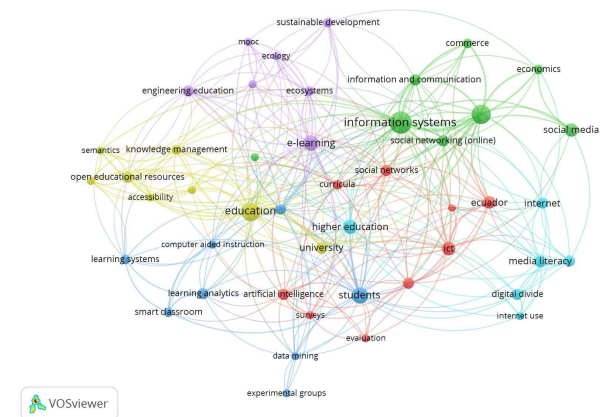 sustainable development
mooc
commerce
ecology
economics
information and communication
engineering education
ecosystems
information systems
social media
social networking (online)
e-learning
semantics
knowledge management
social networks
open educational resources
curricula
accessibility
ecuador
internet
education
higher education
computer aided instruction
university
ict
learning systems
media literacy
learning analytics
artificial intelligence
students
digital divide
smart classroom
surveys
internet use
evaluation
data mining
experimental groups
VOSviewer